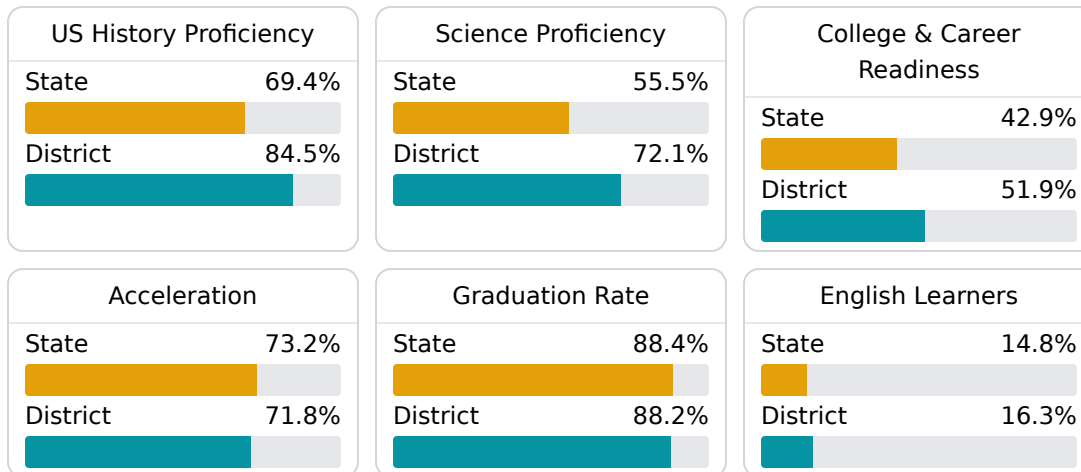 US History Proficiency
State 69.4%
District 84.5%
Science Proficiency
State 55.5%
District 72.1%
College & Career
Readiness
State 42.9%
District 51.9%
Acceleration
State 73.2%
District 71.8%
Graduation Rate
State 88.4%
District 88.2%
English Learners
State 14.8%
District 16.3%